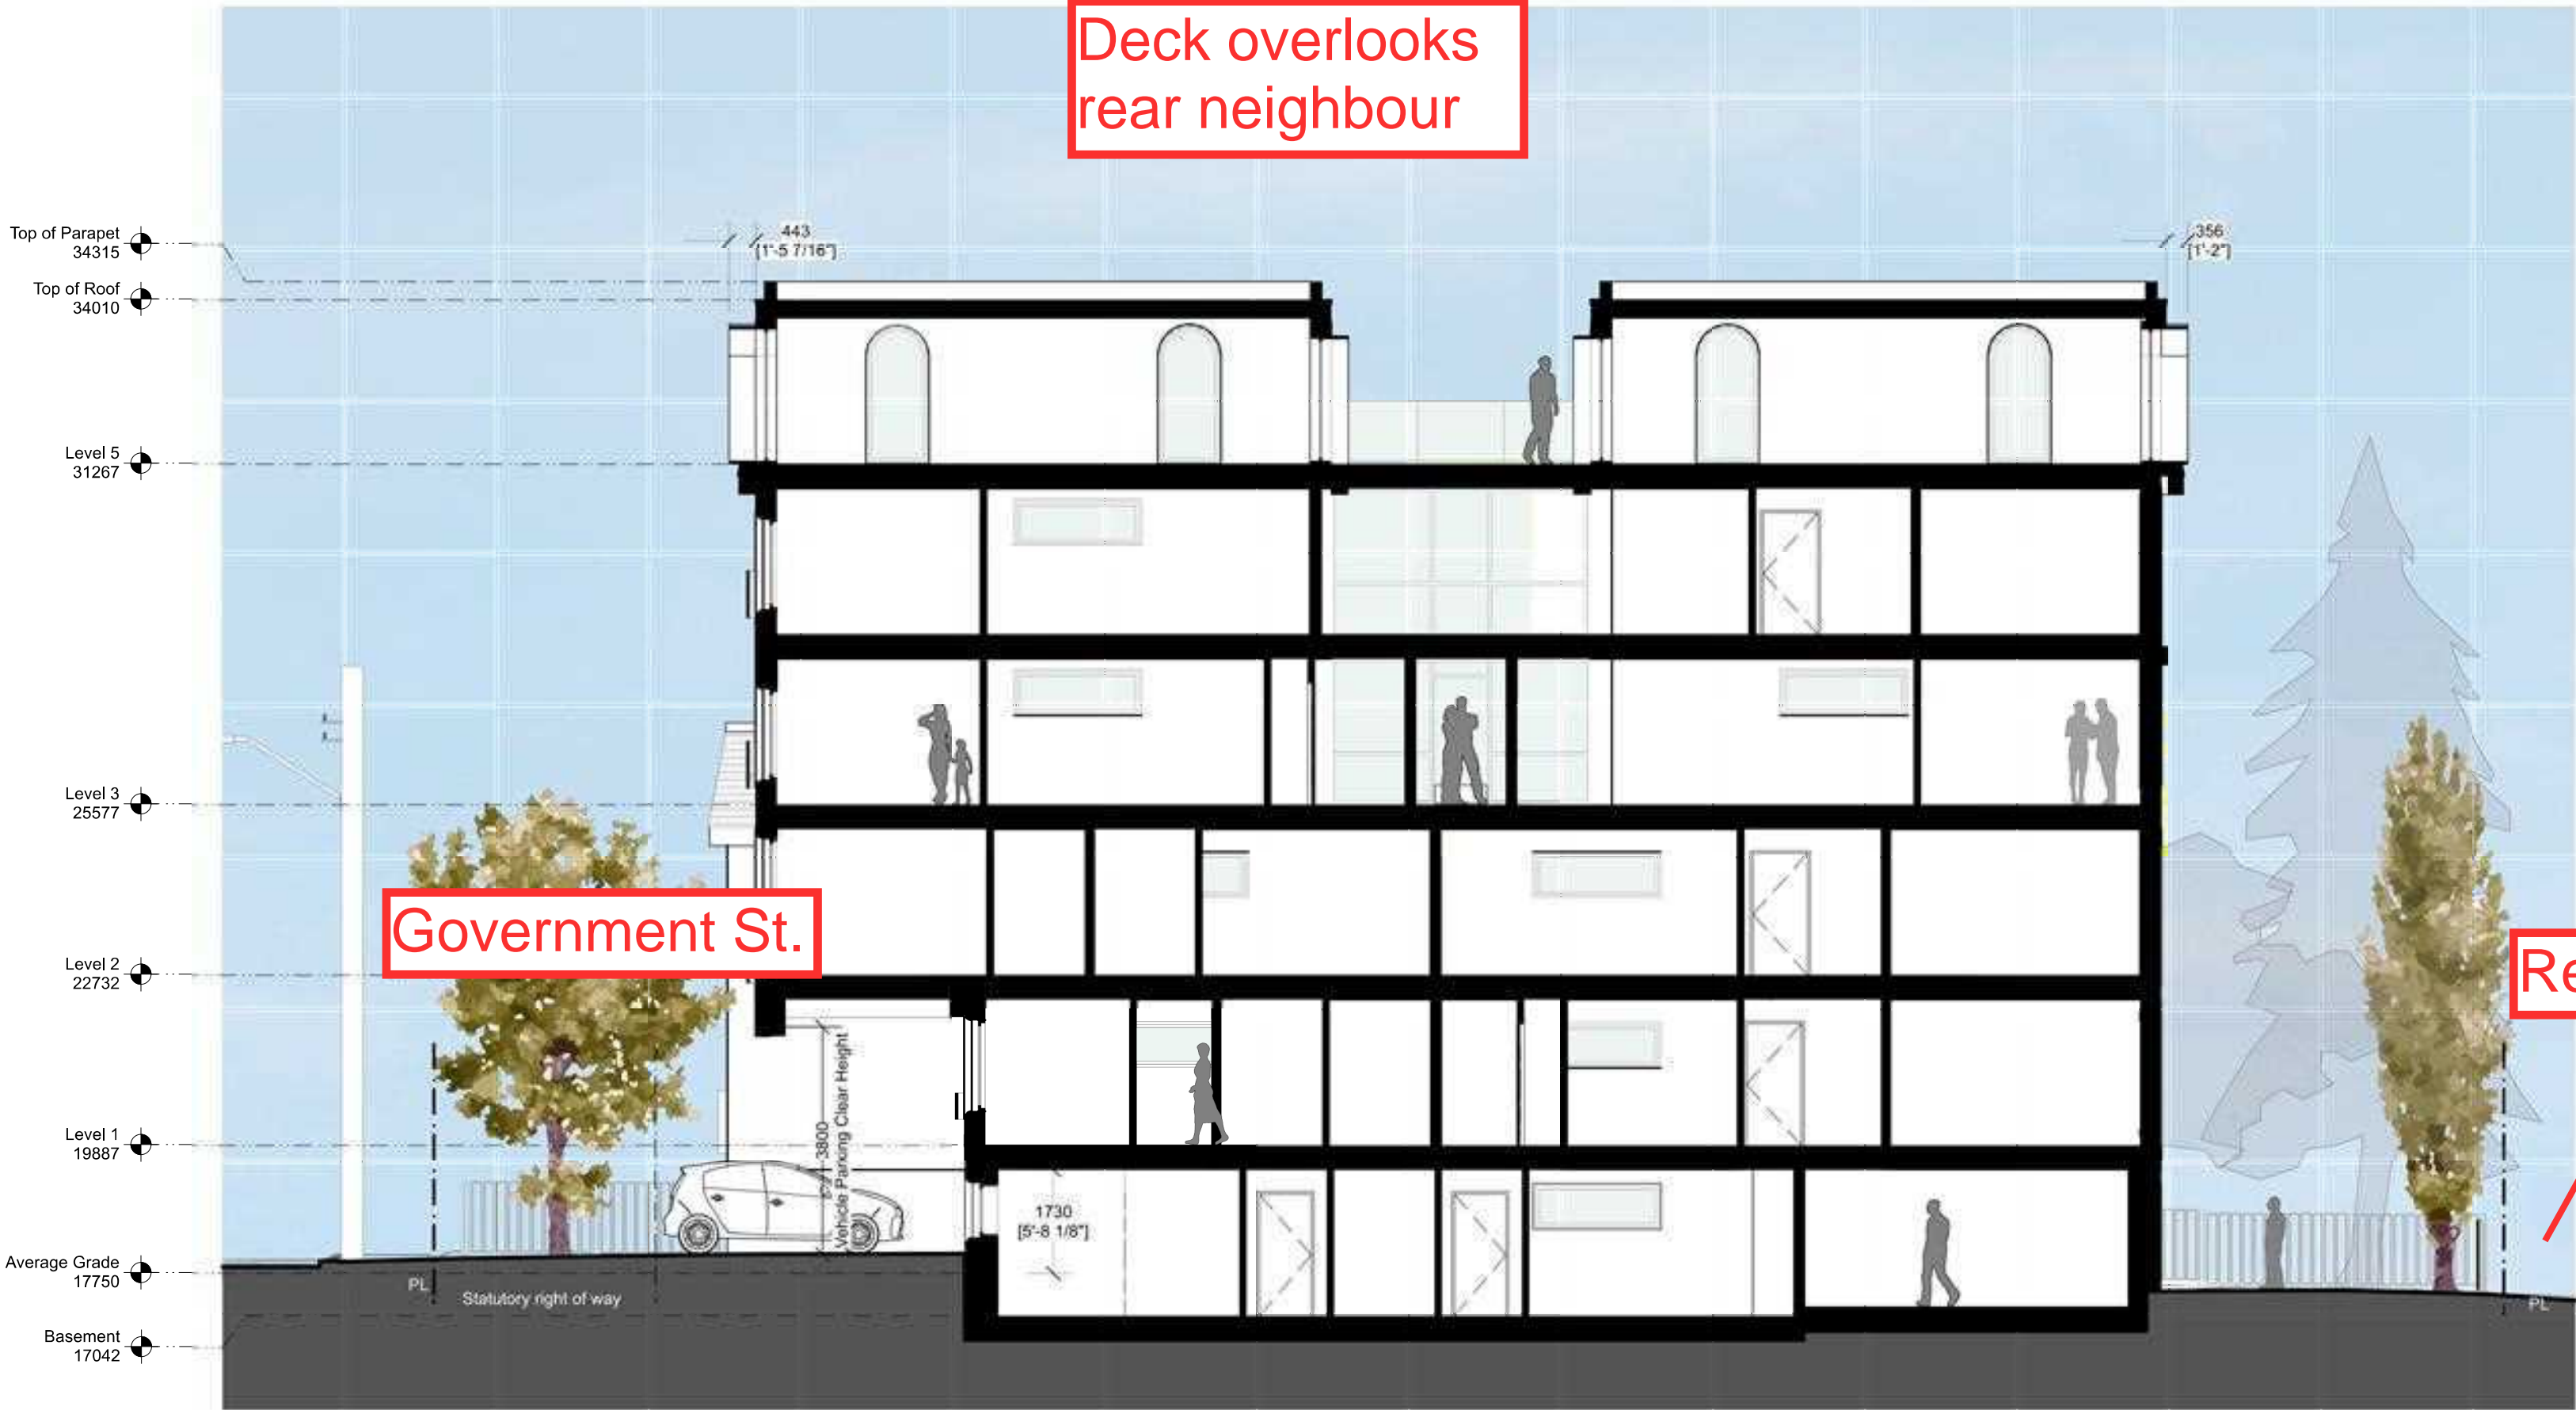 Deck overlooks
rear neighbour
Top of Parapet
34315
443
[1'-5 7/16"]
356
[1'-2"]
Top of Roof
34010
Level 5
31267
Level 3
25577
Government St.
Level 2
22732
Re
Vehicle Parking Clear Height
3800
Level 1
19887
1730
[5'-8 1/8"]
Average Grade
17750
PL
Statutory right of way
PL
Basement
17042